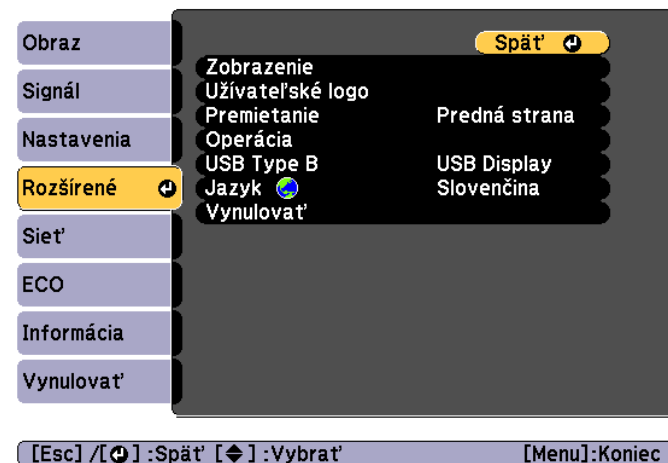 Obraz
Signál
Nastavenia
Rozšírené
Sieť
ECO
Informácia
Vynulovať
Späť
Zobrazenie
Užívateľské logo
Premietanie Predná strana
Operácia
USB Type B USB Display
Jazyk Slovenčina
Vynulovať
[Esc] /[ ] :Späť [ ] :Vybrať [Menu]:Koniec